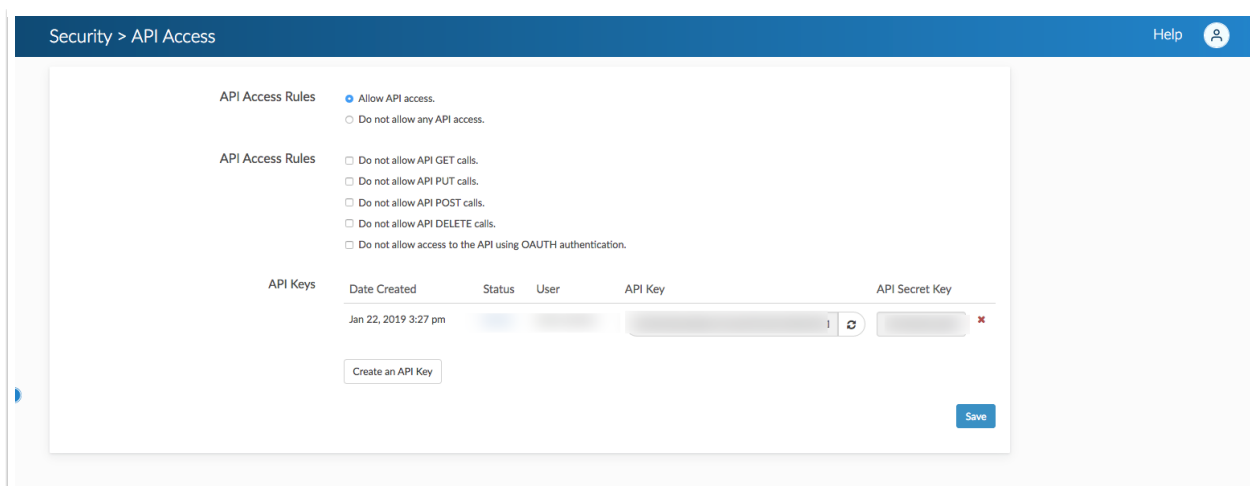 Security > API Access
Help
API Access Rules
Allow API access.
Do not allow any API access.
API Access Rules
Do not allow API GET calls.
Do not allow API PUT calls.
Do not allow API POST calls.
Do not allow API DELETE calls.
Do not allow access to the API using OAUTH authentication.
API Keys
Date Created Status User API Key API Secret Key
Jan 22, 2019 3:27 pm
Create an API Key
Save